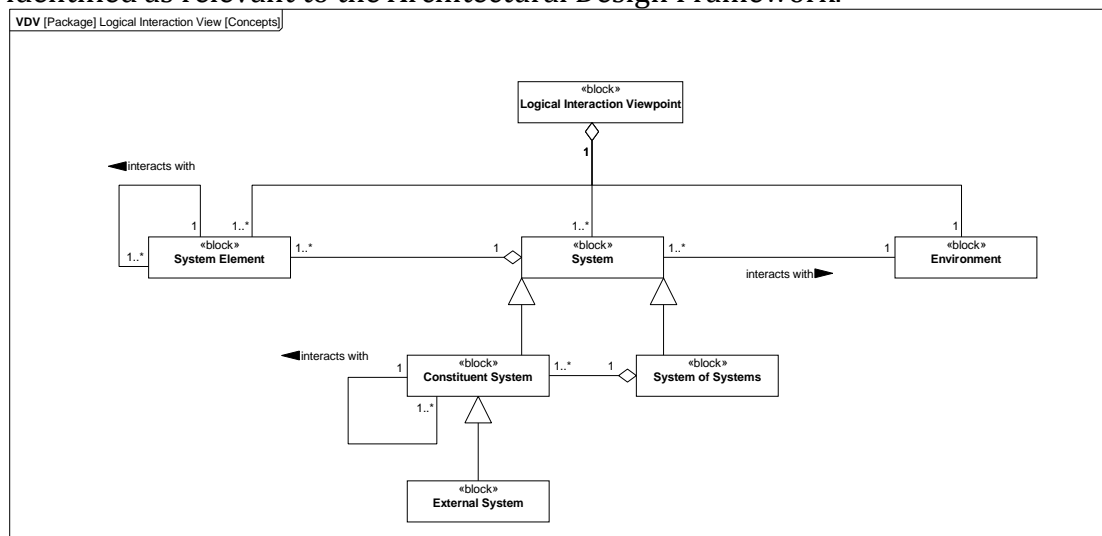 identified as relevant to the Architectural Design Framework.
VDV [Package] Logical Interaction View [Concepts]
«block»
Logical Interaction Viewpoint
1
interacts with
1
1..*
1..*
1
1..*
«block»
System Element
1..*
1
«block»
System
1..*
1
«block»
Environment
interacts with
interacts with
1
1..*
«block»
Constituent System
1..*
1
«block»
System of Systems
«block»
External System